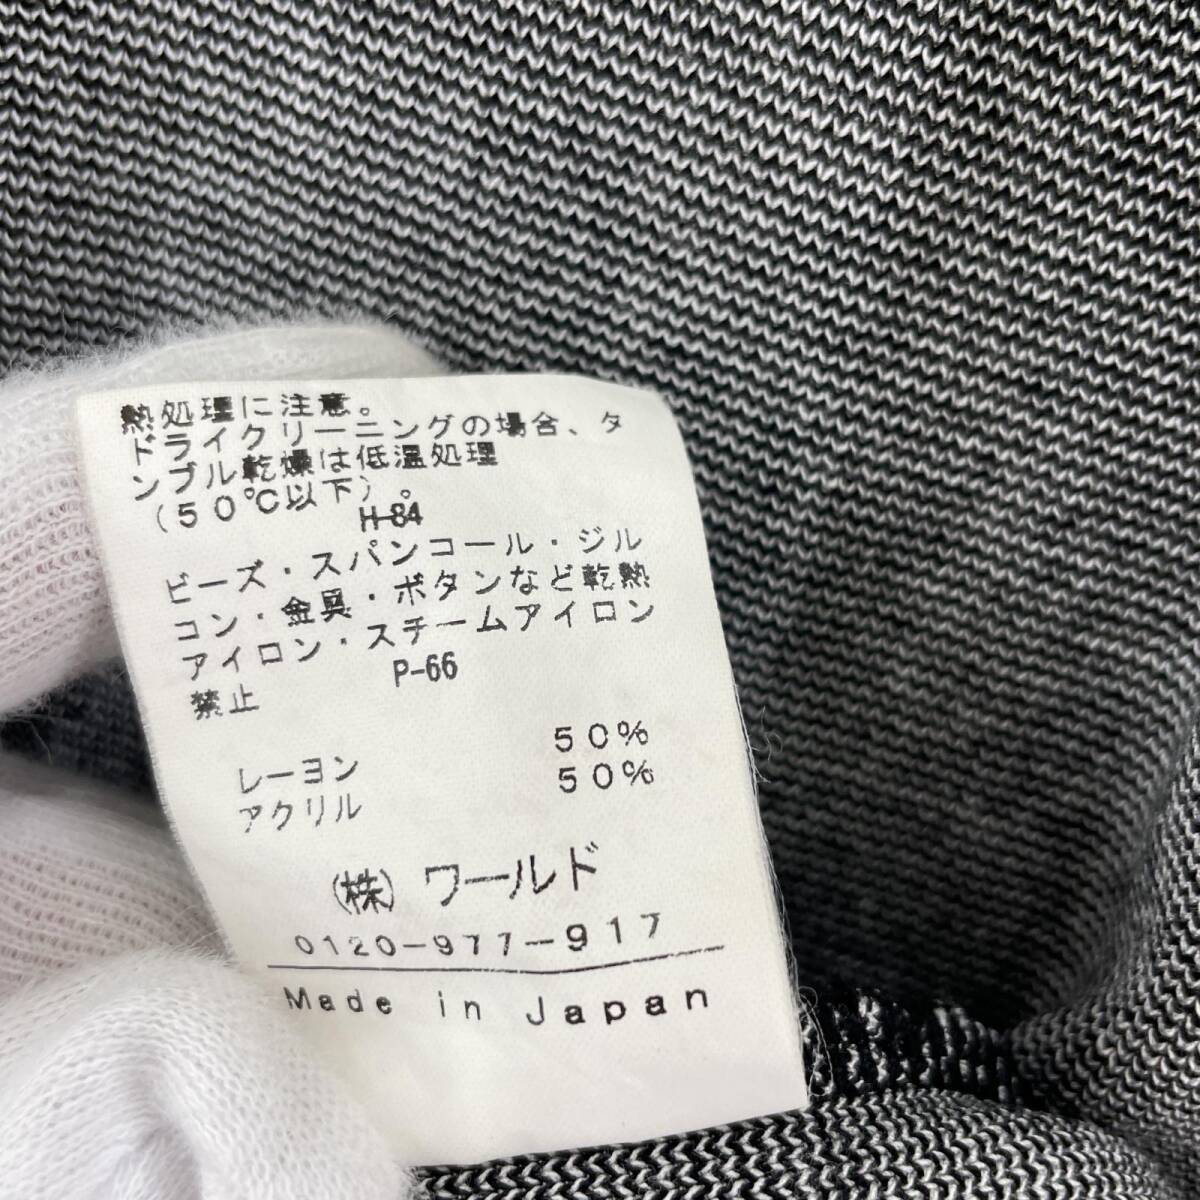 熱処理に注意。
ドライクリーニングの場合、タ
ンブル乾燥は低温処理
(50℃以下)。
H-84
ビーズ・スパンコール・ジル
コン・金具・ボタンなど乾熱
アイロン・スチームアイロン
禁止
P-66
レーヨン 50%
アクリル 50%
(株)ワールド
0120-977-917
Made in Japan